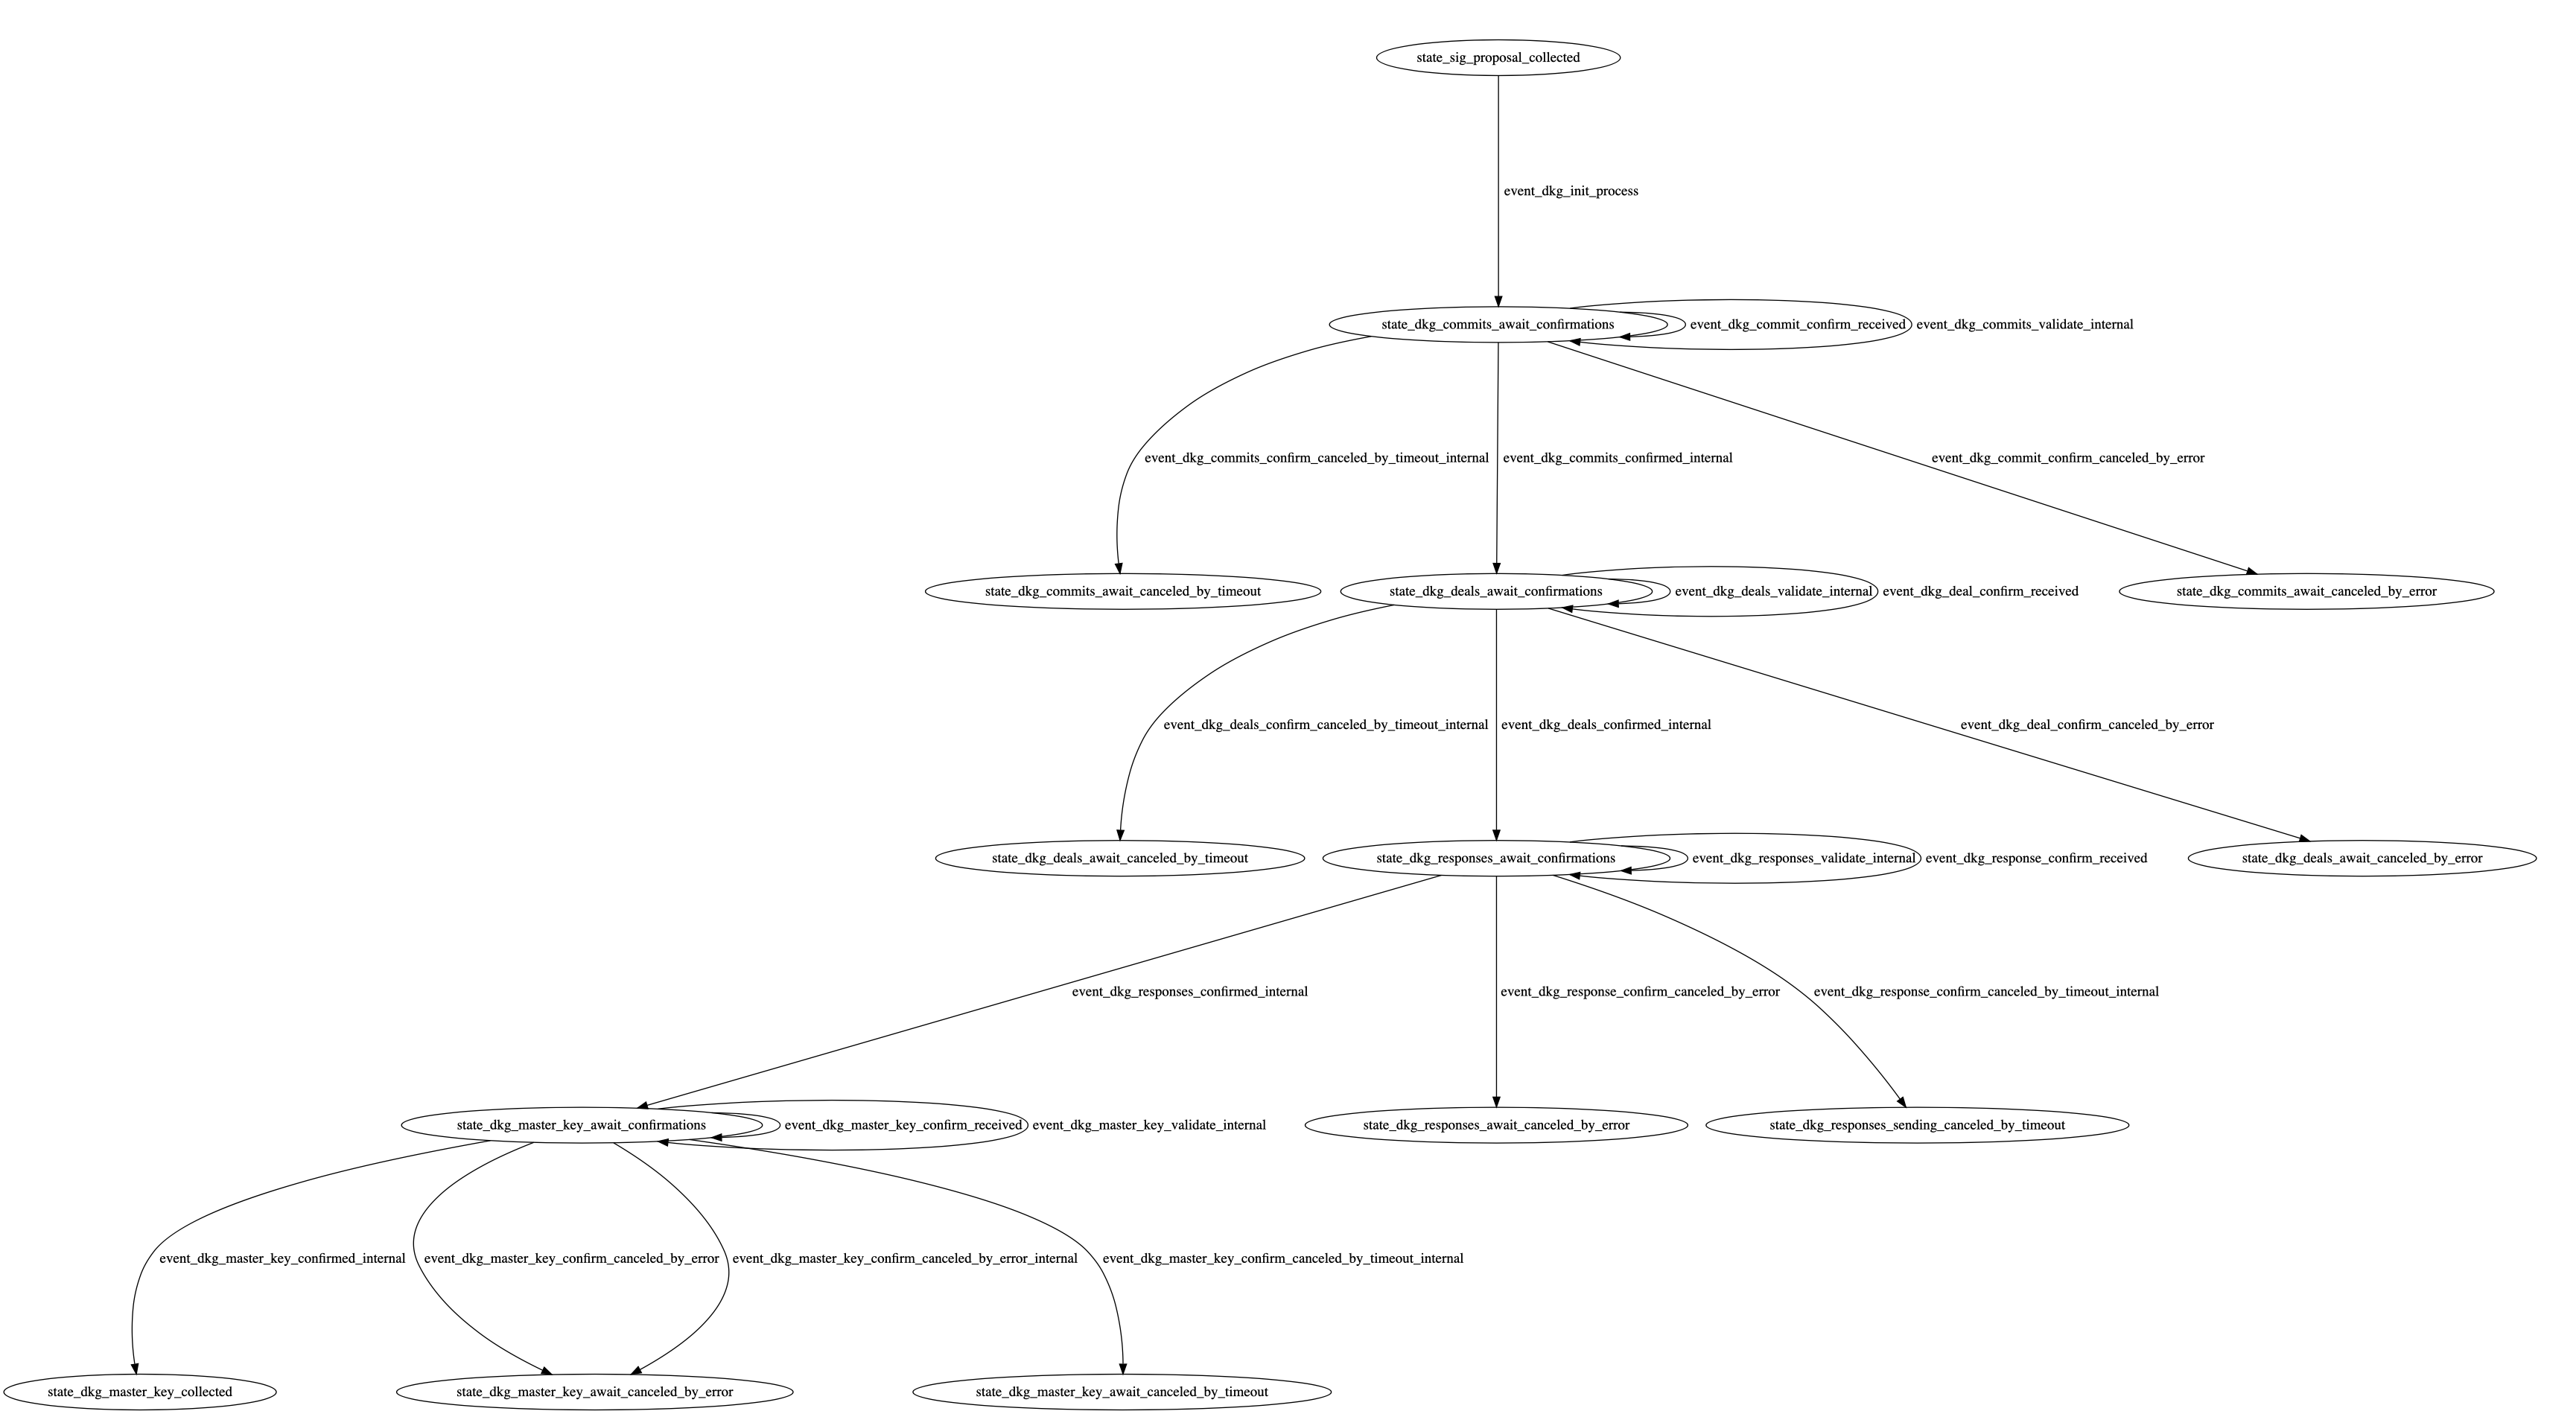 state_sig_proposal_collected
event_dkg_init_process
state_dkg_commits_await_confirmations
event_dkg_commit_confirm_received
event_dkg_commits_validate_internal
event_dkg_commits_confirm_canceled_by_timeout_internal
event_dkg_commits_confirmed_internal
event_dkg_commit_confirm_canceled_by_error
state_dkg_commits_await_canceled_by_timeout
state_dkg_deals_await_confirmations
event_dkg_deals_validate_internal
event_dkg_deal_confirm_received
state_dkg_commits_await_canceled_by_error
event_dkg_deals_confirm_canceled_by_timeout_internal
event_dkg_deals_confirmed_internal
event_dkg_deal_confirm_canceled_by_error
state_dkg_deals_await_canceled_by_timeout
state_dkg_responses_await_confirmations
event_dkg_responses_validate_internal
event_dkg_response_confirm_received
state_dkg_deals_await_canceled_by_error
event_dkg_responses_confirmed_internal
event_dkg_response_confirm_canceled_by_error
event_dkg_response_confirm_canceled_by_timeout_internal
state_dkg_master_key_await_confirmations
event_dkg_master_key_confirm_received
event_dkg_master_key_validate_internal
state_dkg_responses_await_canceled_by_error
state_dkg_responses_sending_canceled_by_timeout
event_dkg_master_key_confirmed_internal
event_dkg_master_key_confirm_canceled_by_error
event_dkg_master_key_confirm_canceled_by_error_internal
event_dkg_master_key_confirm_canceled_by_timeout_internal
state_dkg_master_key_collected
state_dkg_master_key_await_canceled_by_error
state_dkg_master_key_await_canceled_by_timeout